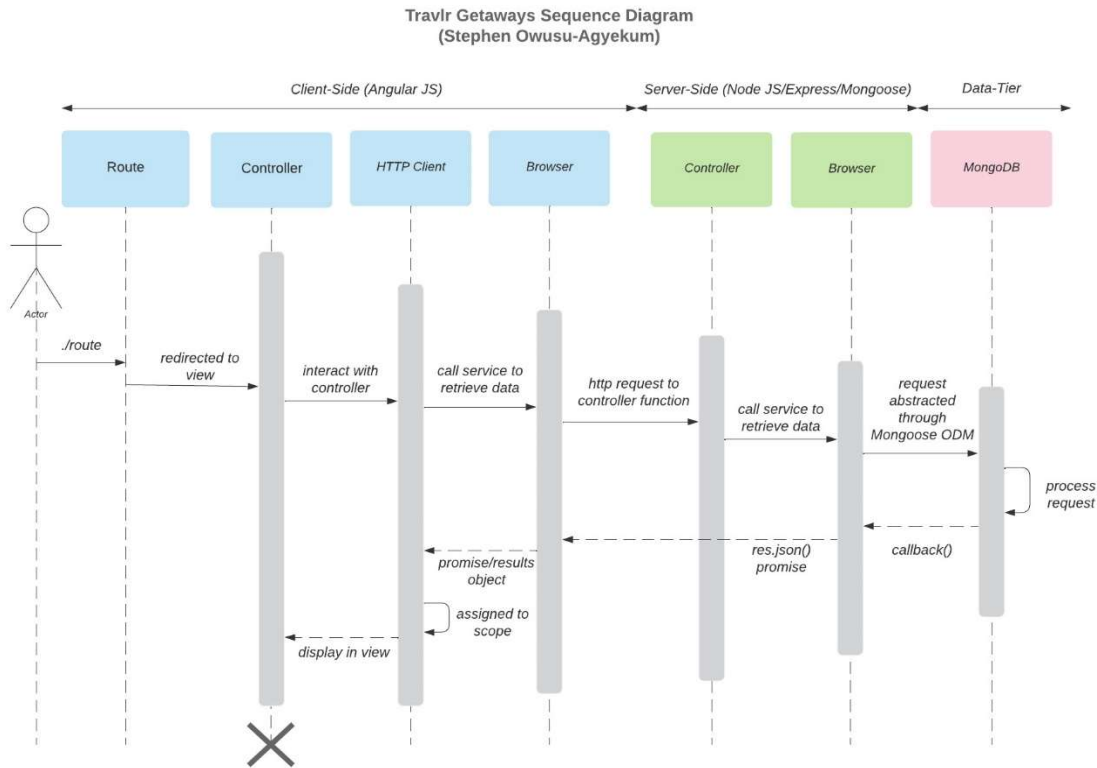 Travlr Getaways Sequence Diagram
(Stephen Owusu-Agyekum)
Client-Side (Angular JS)
Server-Side (Node JS/Express/Mongoose)
Data-Tier
Route
Controller
HTTP Client
Browser
Controller
Browser
MongoDB
Actor
./route
redirected to
view
interact with
controller
call service to
retrieve data
http request to
controller function
call service to
retrieve data
request
abstracted
through
Mongoose ODM
process
request
callback()
res.json()
promise
promise/results
object
assigned to
scope
display in view